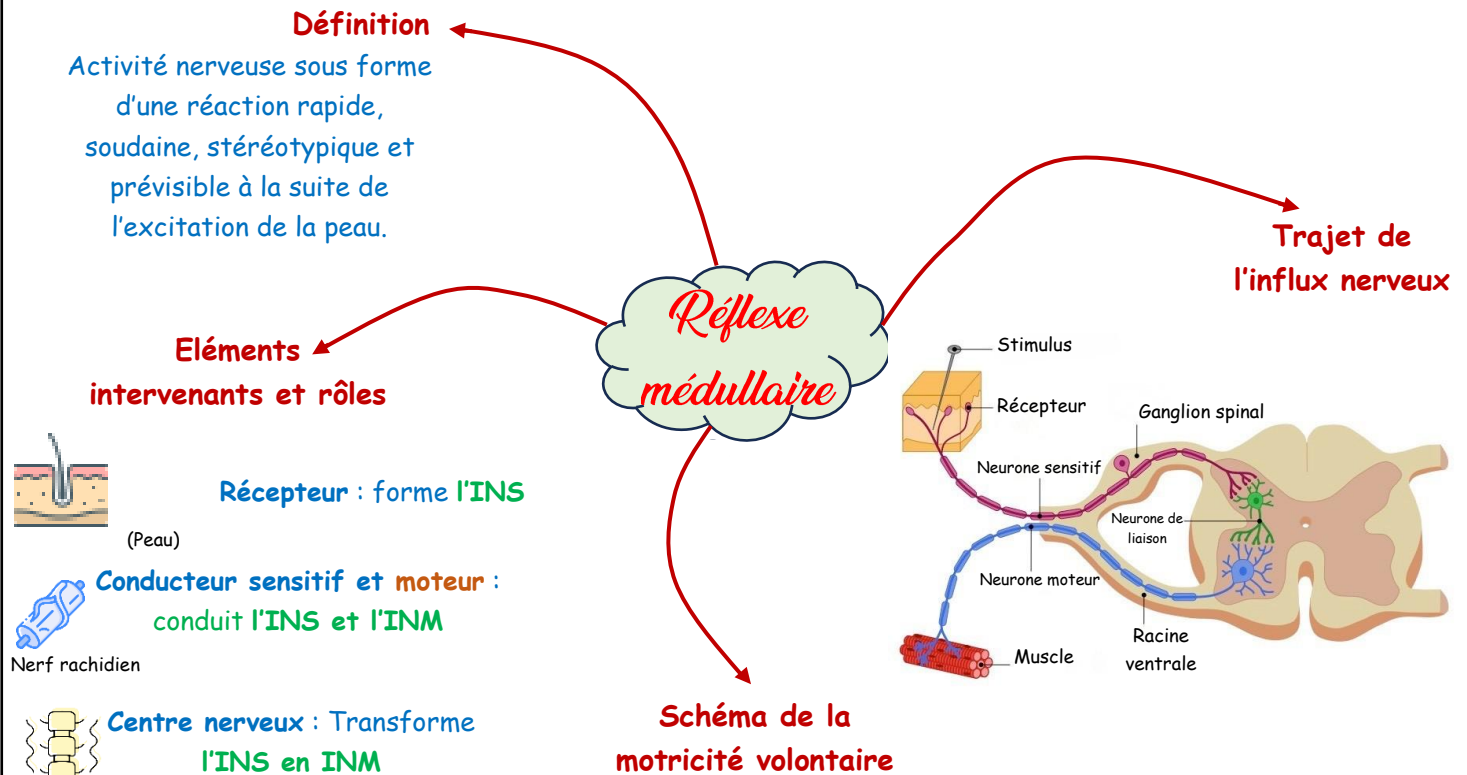 Définition
Activité nerveuse sous forme
d'une réaction rapide,
soudaine, stéréotypique et
prévisible à la suite de
l'excitation de la peau.
Trajet de
l'influx nerveux
Réflexe
médullaire
Eléments
intervenants et rôles
Récepteur : forme l'INS
(Peau)
Conducteur sensitif et moteur :
conduit l'INS et l'INM
Nerf rachidien
Centre nerveux : Transforme
l'INS en INM
Schéma de la
motricité volontaire
Stimulus
Récepteur
Ganglion spinal
Neurone sensitif
Neurone de
liaison
Neurone moteur
Racine
ventrale
Muscle